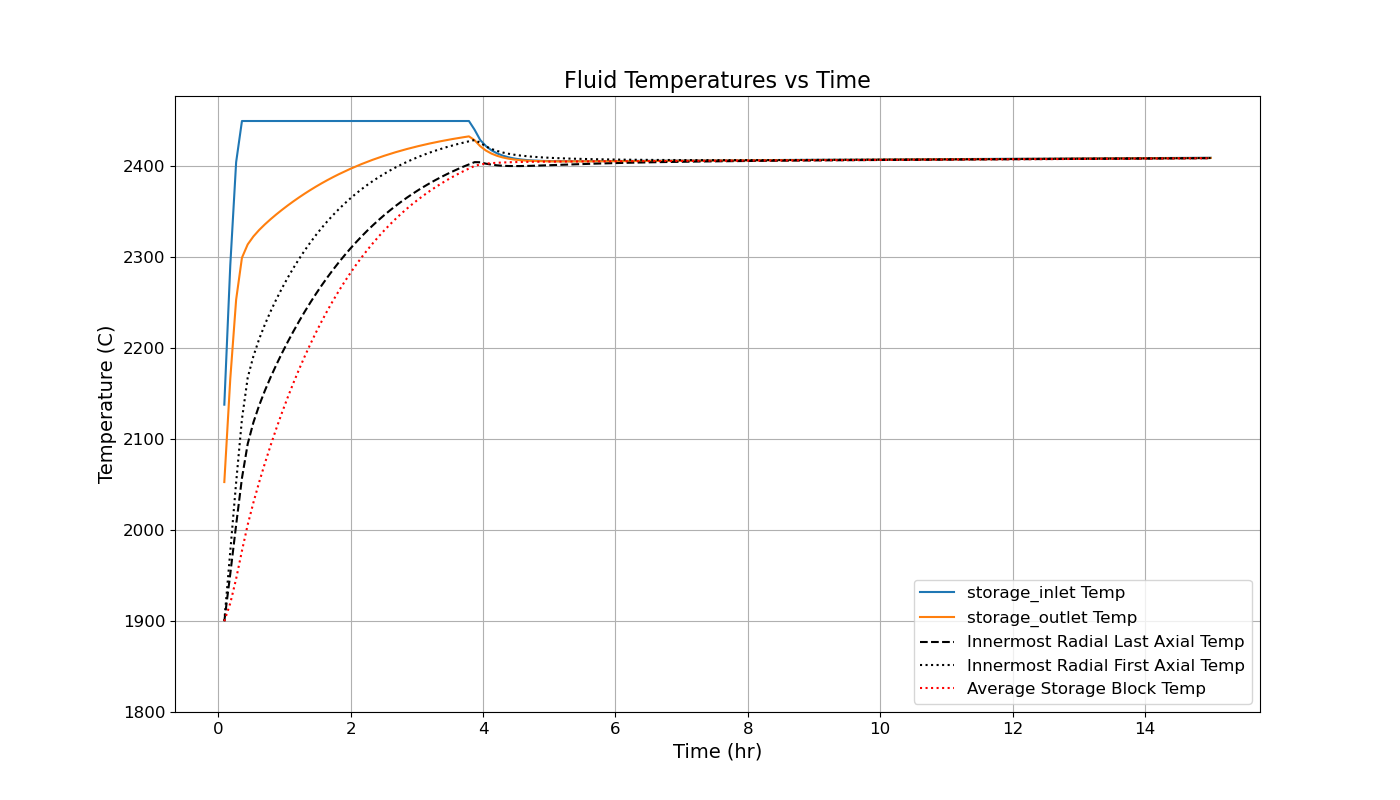 Fluid Temperatures vs Time
Temperature (C)
2400
2300
2200
2100
2000
1900
1800
0 2 4 6 8 10 12 14
Time (hr)
storage_inlet Temp
storage_outlet Temp
Innermost Radial Last Axial Temp
Innermost Radial First Axial Temp
Average Storage Block Temp